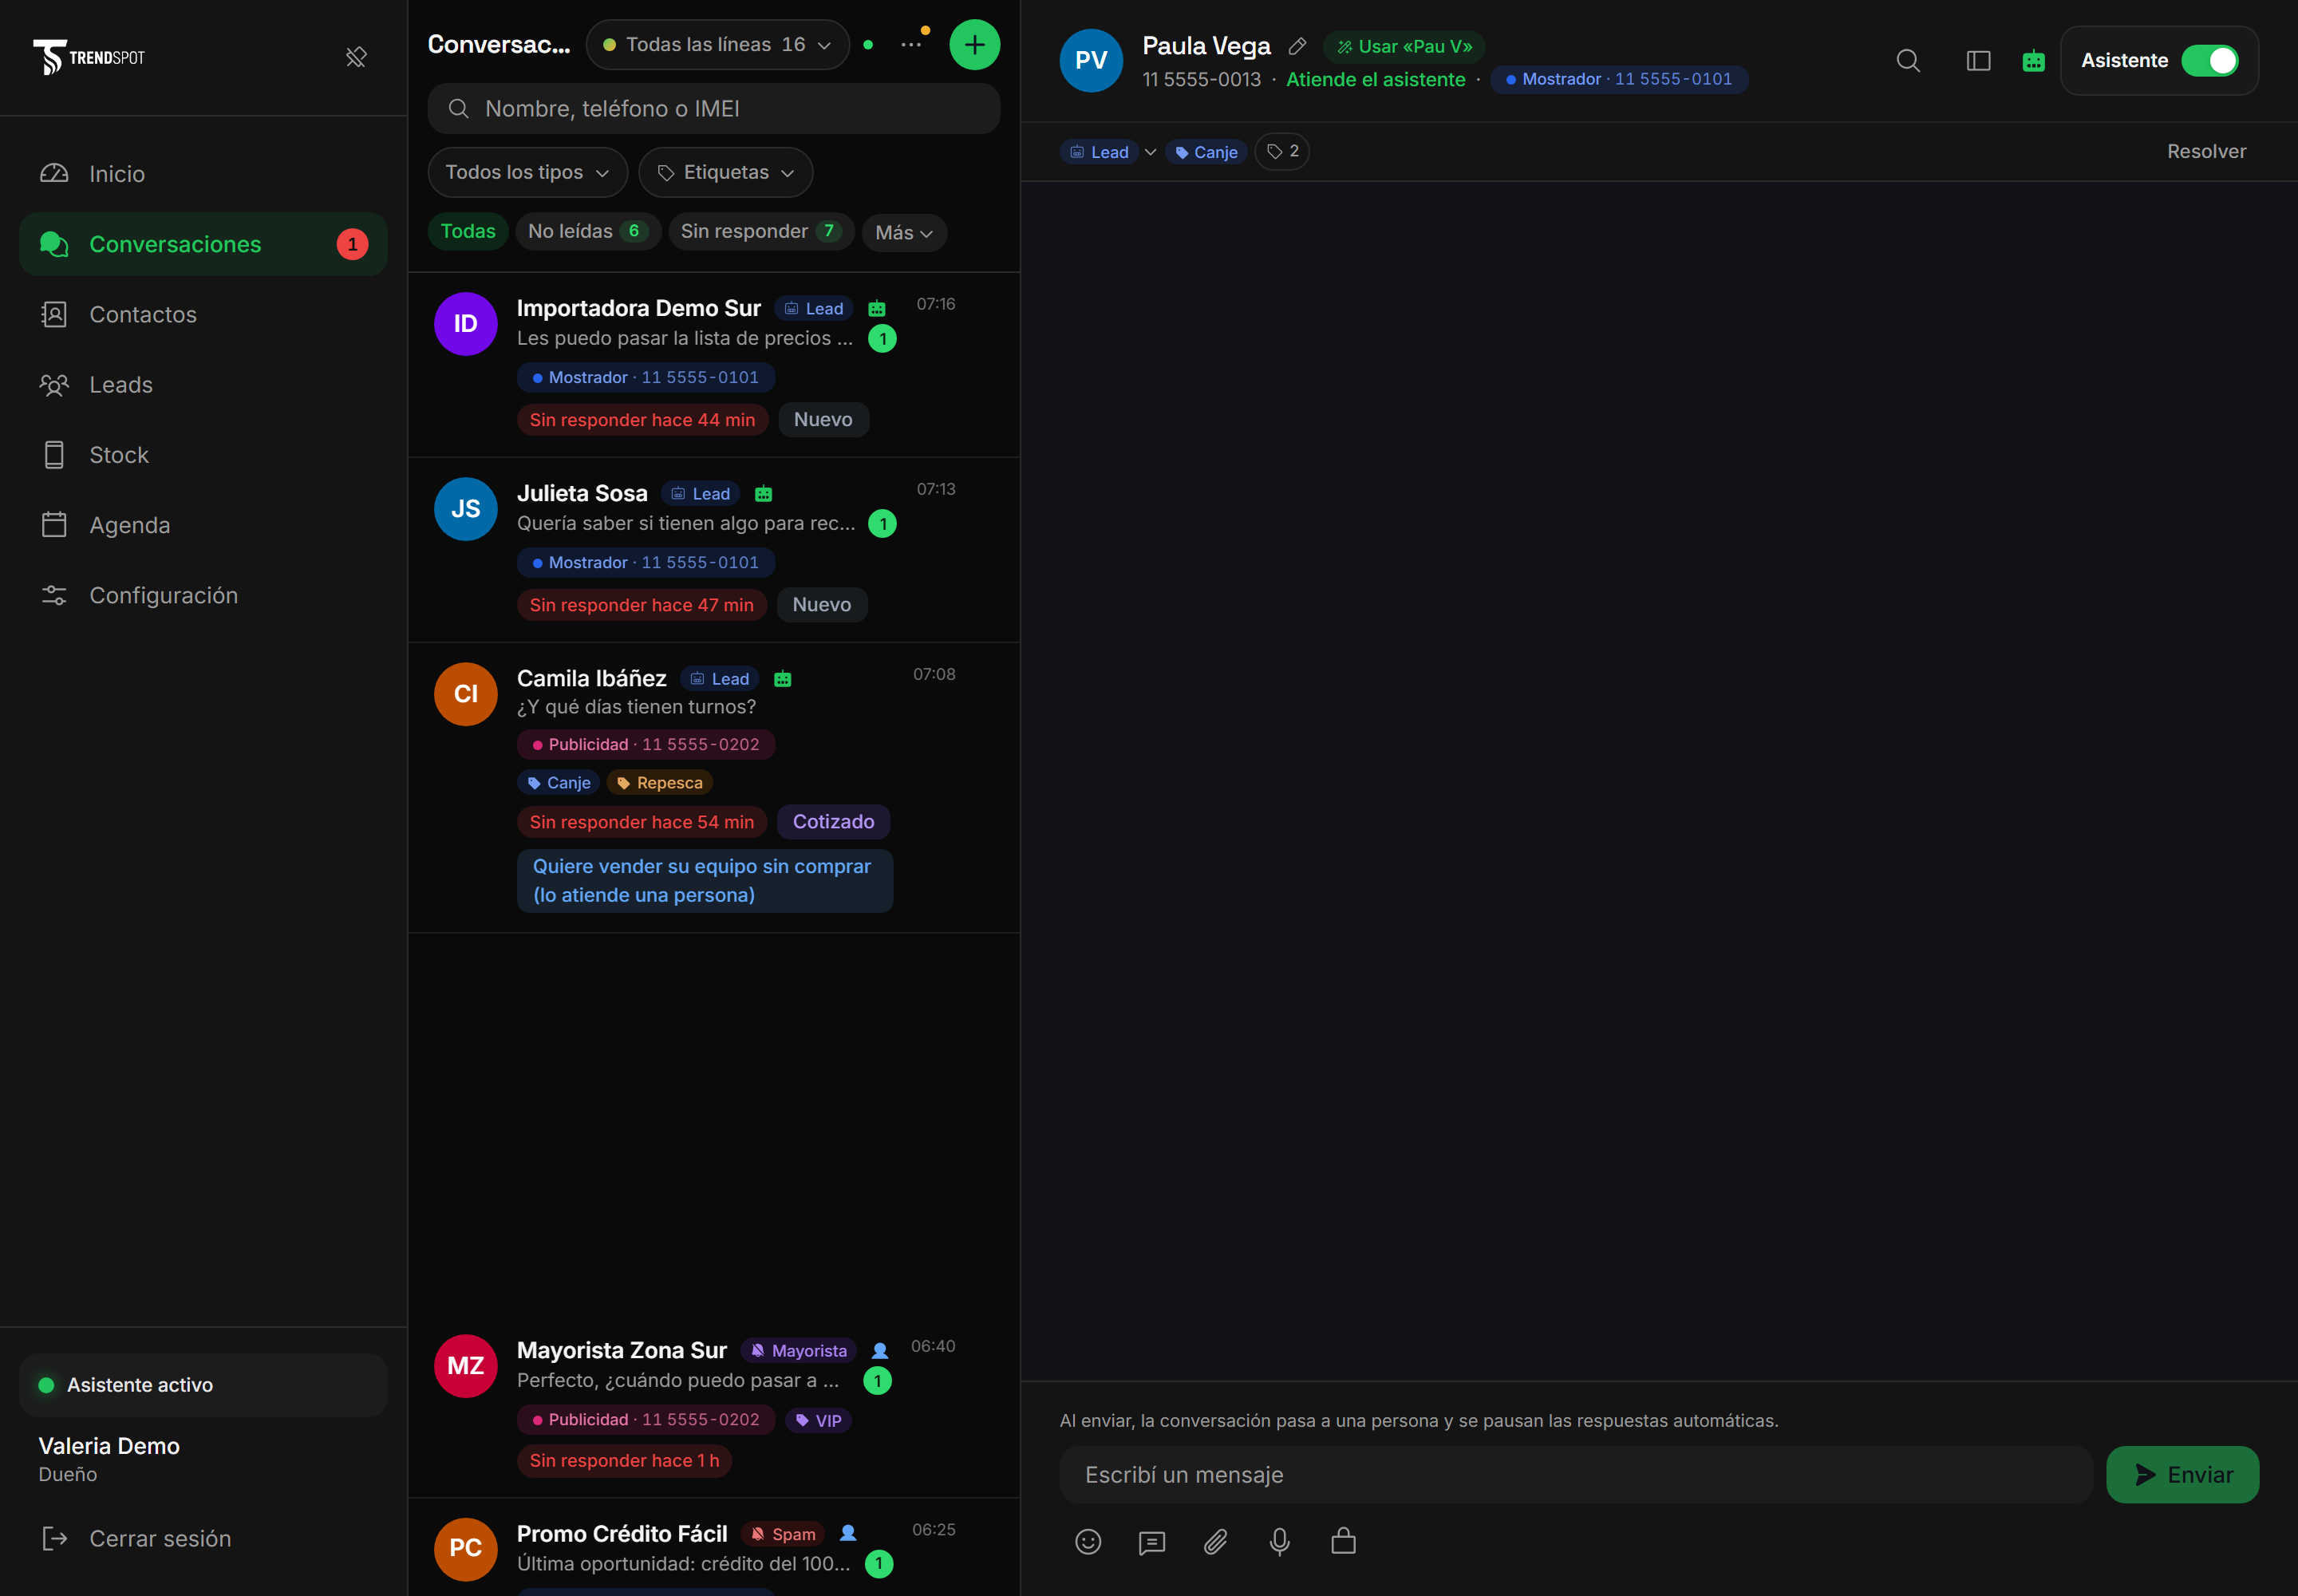 TRENDSPOT
Inicio
Conversaciones 1
Contactos
Leads
Stock
Agenda
Configuración
Asistente activo
Valeria Demo
Dueño
Cerrar sesión
Conversac... Todas las líneas 16
Nombre, teléfono o IMEI
Todos los tipos Etiquetas
Todas No leídas 6 Sin responder 7 Más
ID Importadora Demo Sur Lead 07:16
Les puedo pasar la lista de precios ... 1
Mostrador · 11 5555-0101
Sin responder hace 44 min Nuevo
JS Julieta Sosa Lead 07:13
Quería saber si tienen algo para rec... 1
Mostrador · 11 5555-0101
Sin responder hace 47 min Nuevo
CI Camila Ibáñez Lead 07:08
¿Y qué días tienen turnos?
Publicidad · 11 5555-0202
Canje Repesca
Sin responder hace 54 min Cotizado
Quiere vender su equipo sin comprar
(lo atiende una persona)
MZ Mayorista Zona Sur Mayorista 06:40
Perfecto, ¿cuándo puedo pasar a ... 1
Publicidad · 11 5555-0202 VIP
Sin responder hace 1 h
PC Promo Crédito Fácil Spam 06:25
Última oportunidad: crédito del 100... 1
PV Paula Vega Usar «Pau V»
11 5555-0013 · Atiende el asistente · Mostrador · 11 5555-0101
Asistente
Lead Canje 2
Resolver
Al enviar, la conversación pasa a una persona y se pausan las respuestas automáticas.
Escribí un mensaje
Enviar